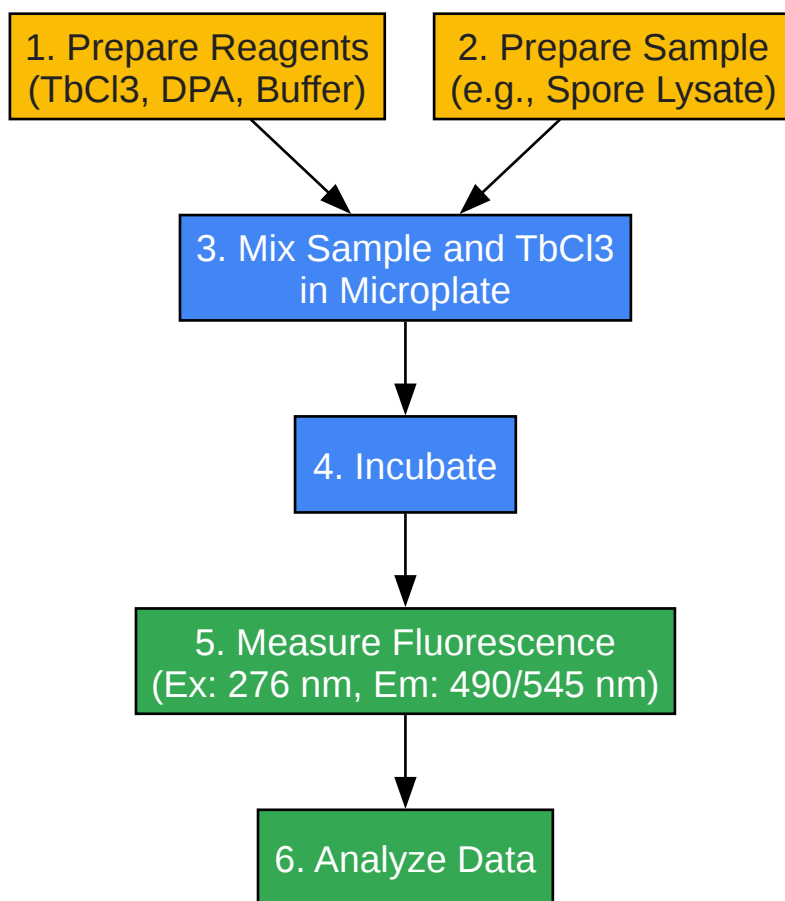 1. Prepare Reagents
(TbCl3, DPA, Buffer)
2. Prepare Sample
(e.g., Spore Lysate)
3. Mix Sample and TbCl3
in Microplate
4. Incubate
5. Measure Fluorescence
(Ex: 276 nm, Em: 490/545 nm)
6. Analyze Data